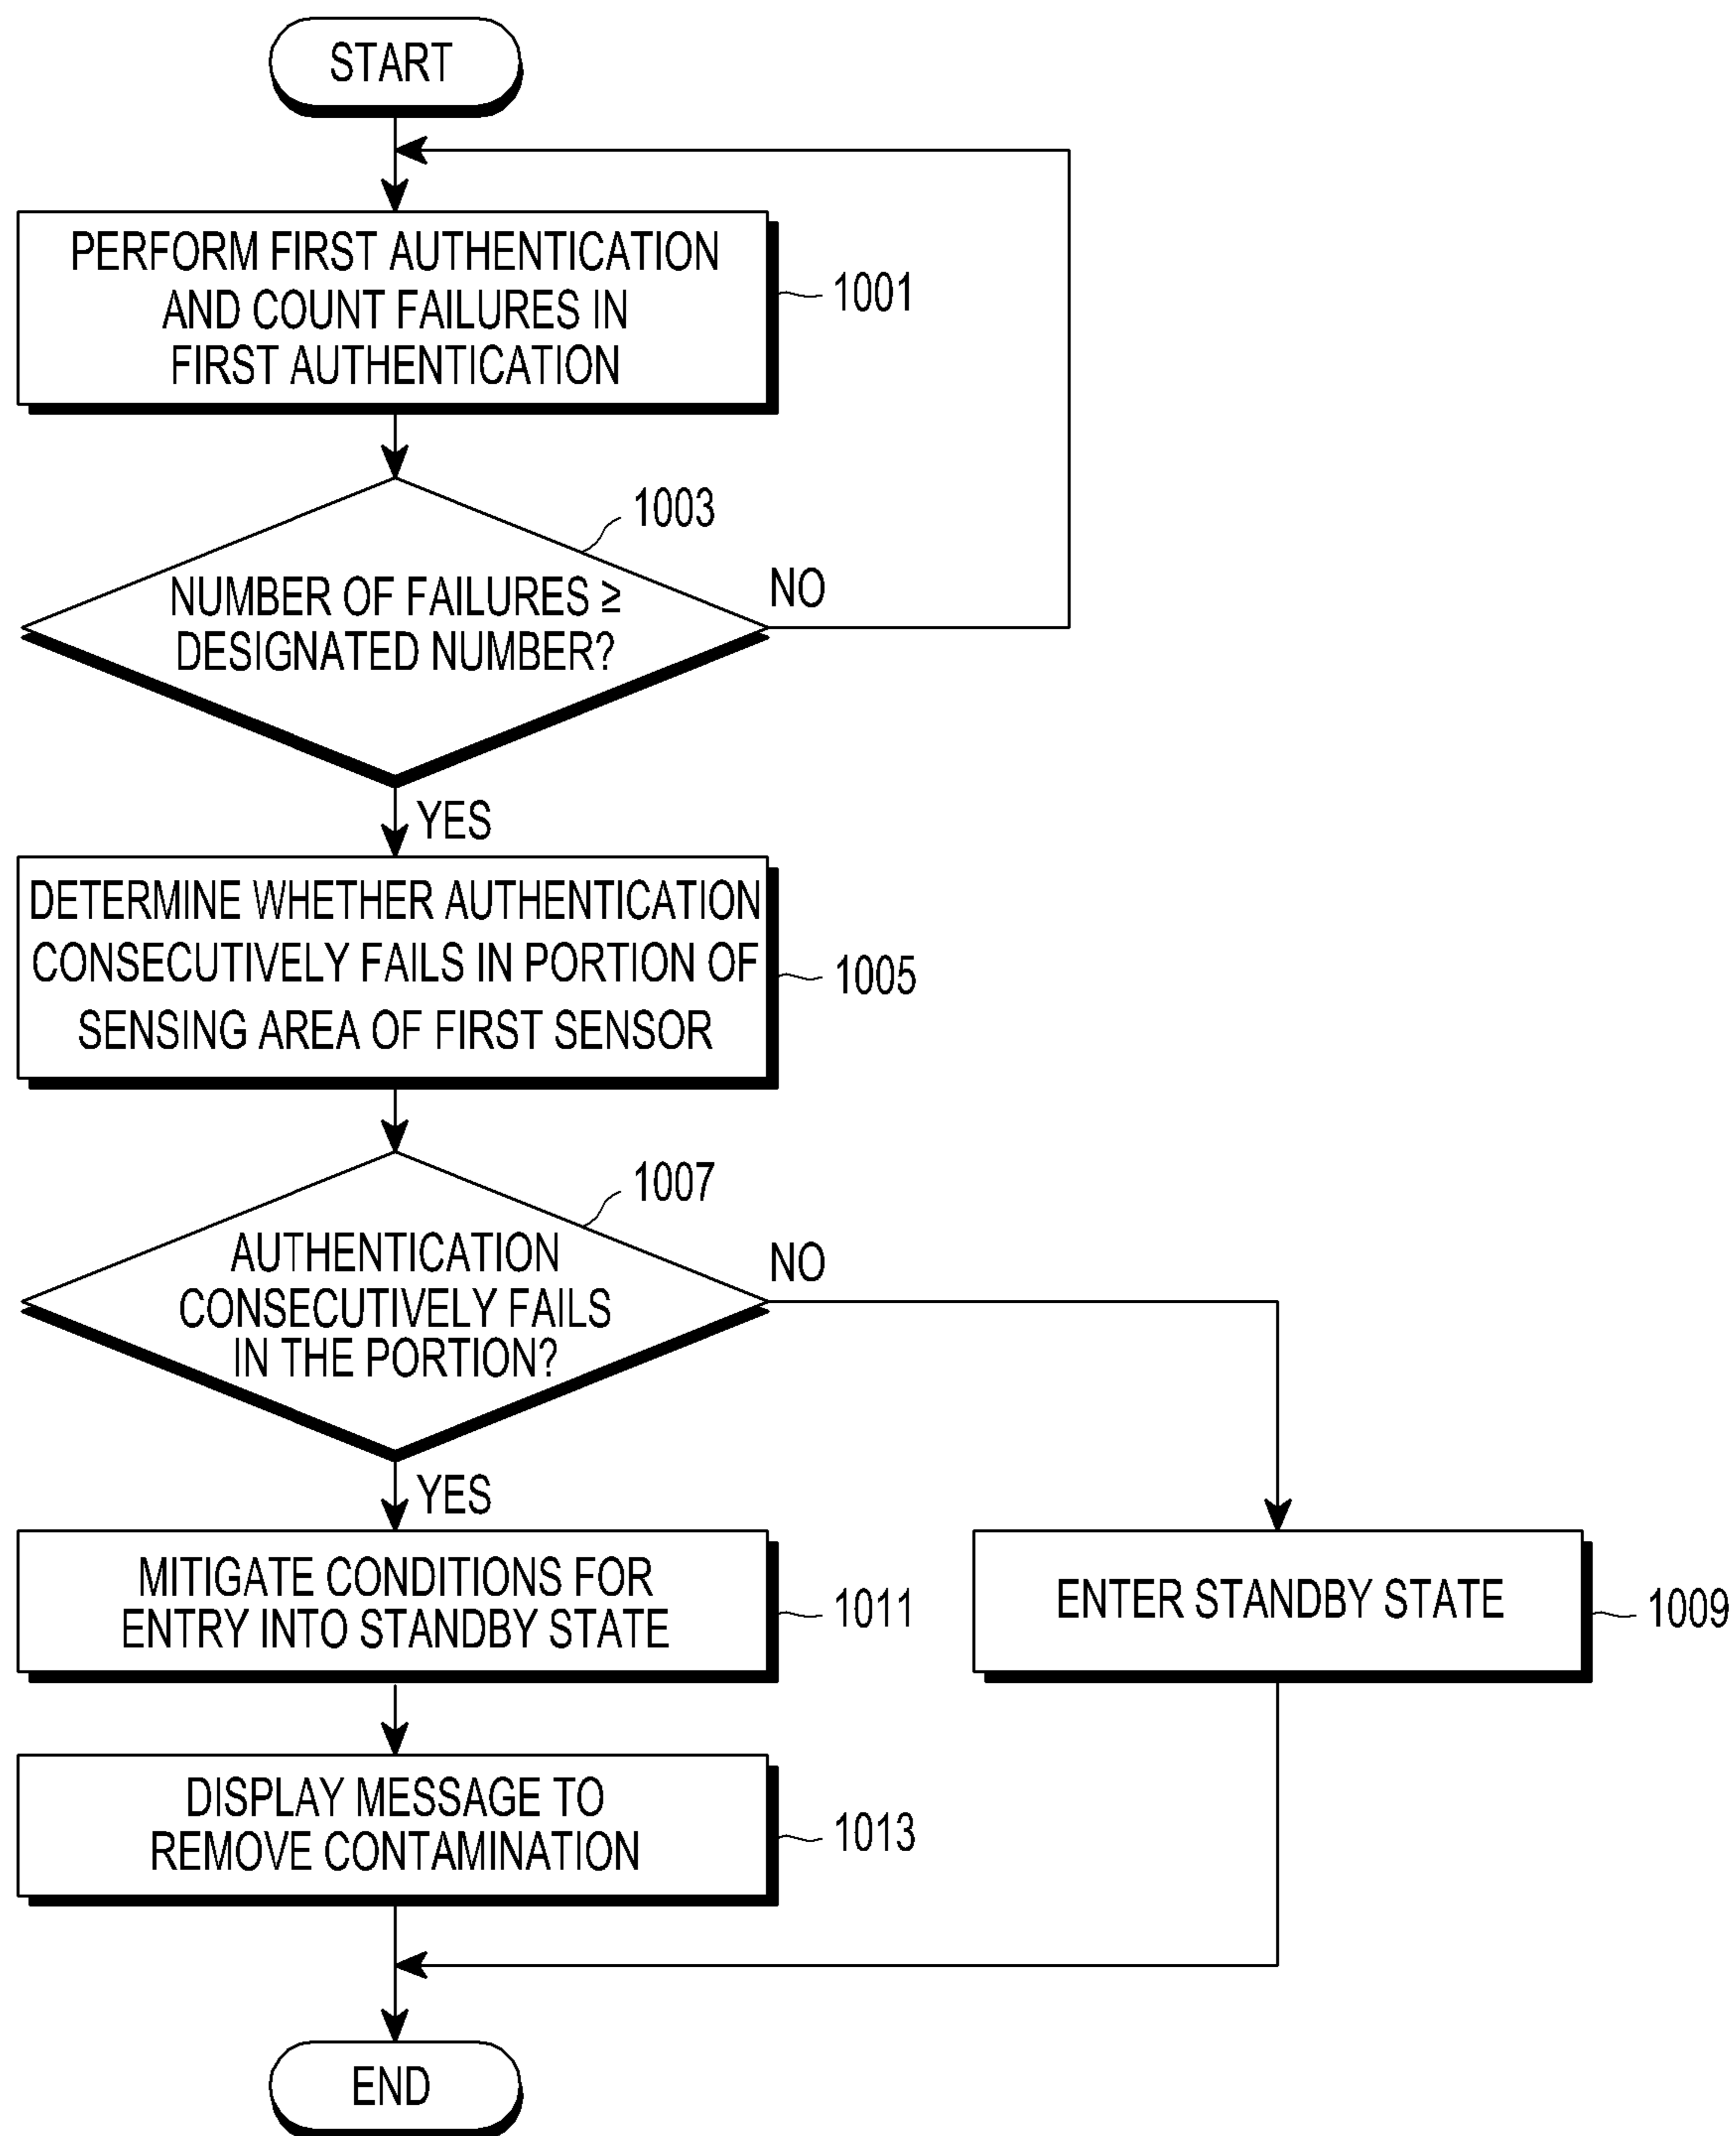 START
PERFORM FIRST AUTHENTICATION
AND COUNT FAILURES IN
FIRST AUTHENTICATION
1001
1003
NUMBER OF FAILURES ≥
DESIGNATED NUMBER?
NO
YES
DETERMINE WHETHER AUTHENTICATION
CONSECUTIVELY FAILS IN PORTION OF
SENSING AREA OF FIRST SENSOR
1005
1007
AUTHENTICATION
CONSECUTIVELY FAILS
IN THE PORTION?
NO
YES
MITIGATE CONDITIONS FOR
ENTRY INTO STANDBY STATE
1011
ENTER STANDBY STATE
1009
DISPLAY MESSAGE TO
REMOVE CONTAMINATION
1013
END